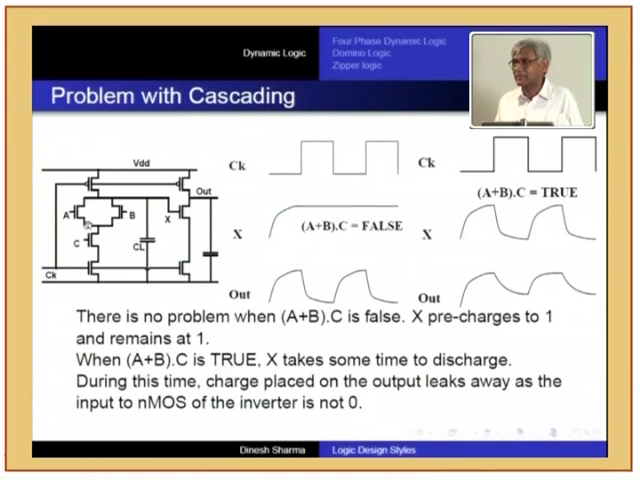 Dynamic Logic
Four Phase Dynamic Logic
Domino Logic
Zipper logic
Problem with Cascading
Vdd
Out
A
B
X
C
CL
Ck
Ck
X
(A+B).C = FALSE
Out
Ck
(A+B).C = TRUE
X
Out
There is no problem when (A+B).C is false. X pre-charges to 1
and remains at 1.
When (A+B).C is TRUE, X takes some time to discharge.
During this time, charge placed on the output leaks away as the
input to nMOS of the inverter is not 0.
Dinesh Sharma
Logic Design Styles